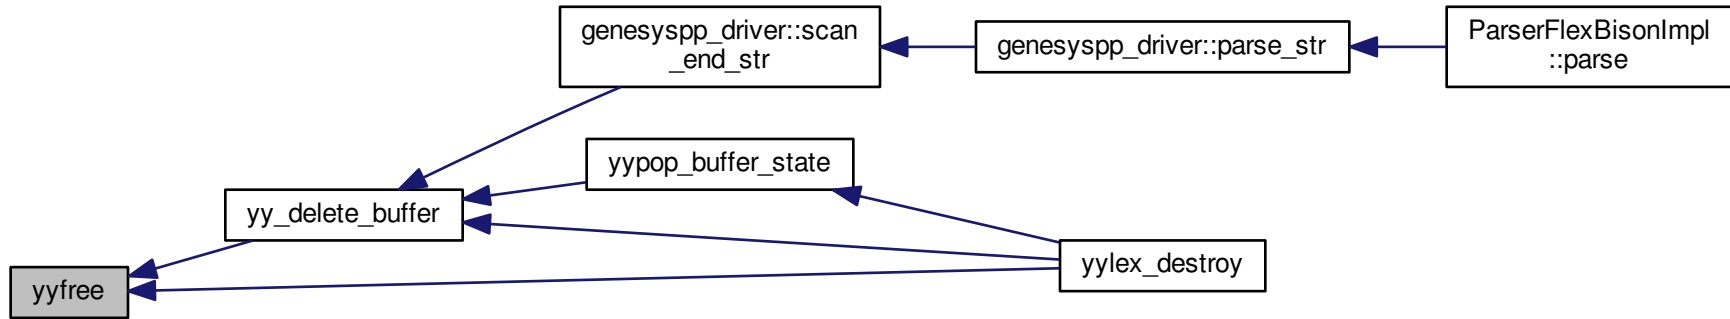 genesyspp_driver::scan
_end_str
genesyspp_driver::parse_str
ParserFlexBisonImpl
::parse
yypop_buffer_state
yy_delete_buffer
yylex_destroy
yyfree